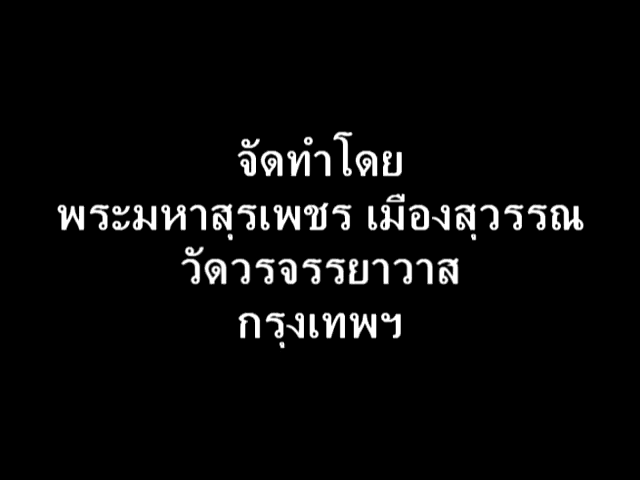 จัดทำโดย
พระมหาสุรเพชร เมืองสุวรรณ
วัดวรจรรยาวาส
กรุงเทพฯ